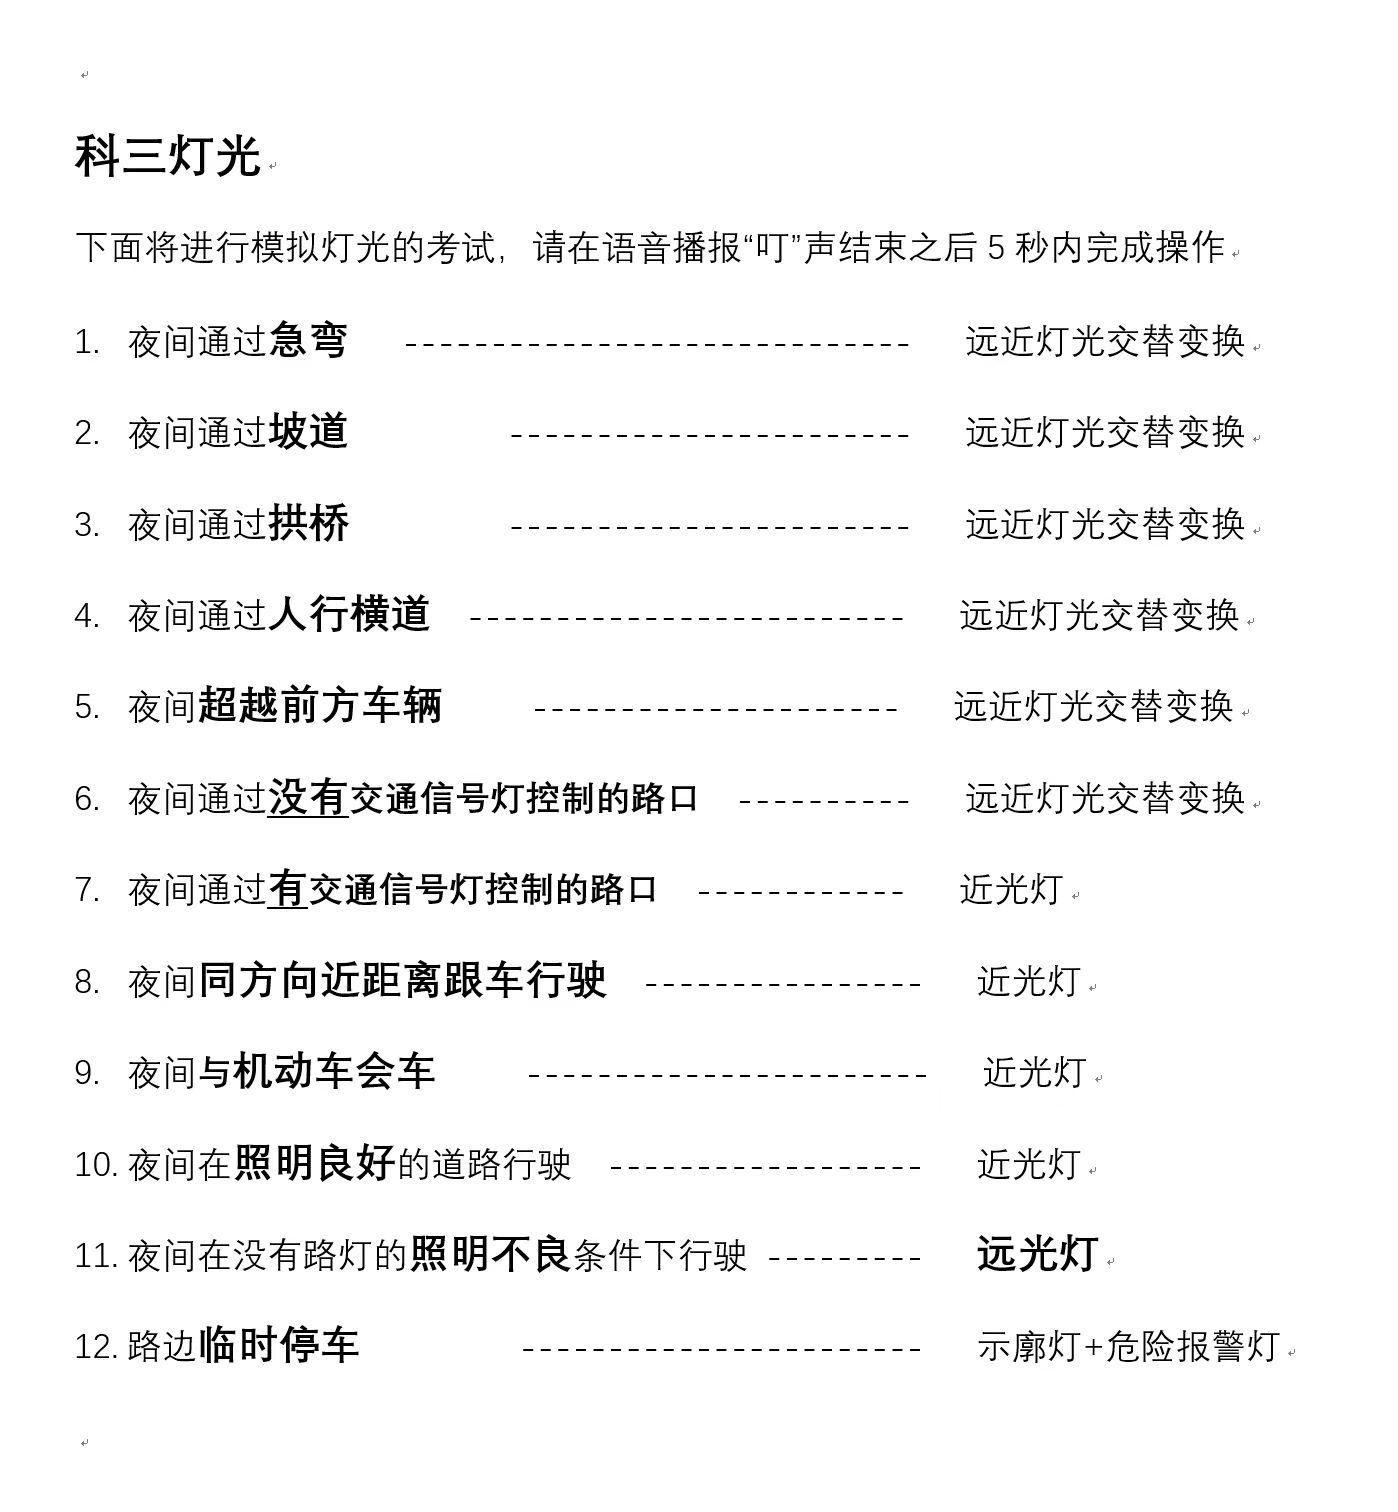 科三灯光
下面将进行模拟灯光的考试，请在语音播报“叮”声结束之后 5 秒内完成操作
1. 夜间通过急弯 ----------------------------- 远近灯光交替变换
2. 夜间通过坡道 ----------------------- 远近灯光交替变换
3. 夜间通过拱桥 ----------------------- 远近灯光交替变换
4. 夜间通过人行横道 ------------------------- 远近灯光交替变换
5. 夜间超越前方车辆 --------------------- 远近灯光交替变换
6. 夜间通过没有交通信号灯控制的路口 ---------- 远近灯光交替变换
7. 夜间通过有交通信号灯控制的路口 ------------ 近光灯
8. 夜间同方向近距离跟车行驶 ---------------- 近光灯
9. 夜间与机动车会车 ----------------------- 近光灯
10. 夜间在照明良好的道路行驶 ------------------ 近光灯
11. 夜间在没有路灯的照明不良条件下行驶 --------- 远光灯
12. 路边临时停车 ----------------------- 示廓灯+危险报警灯